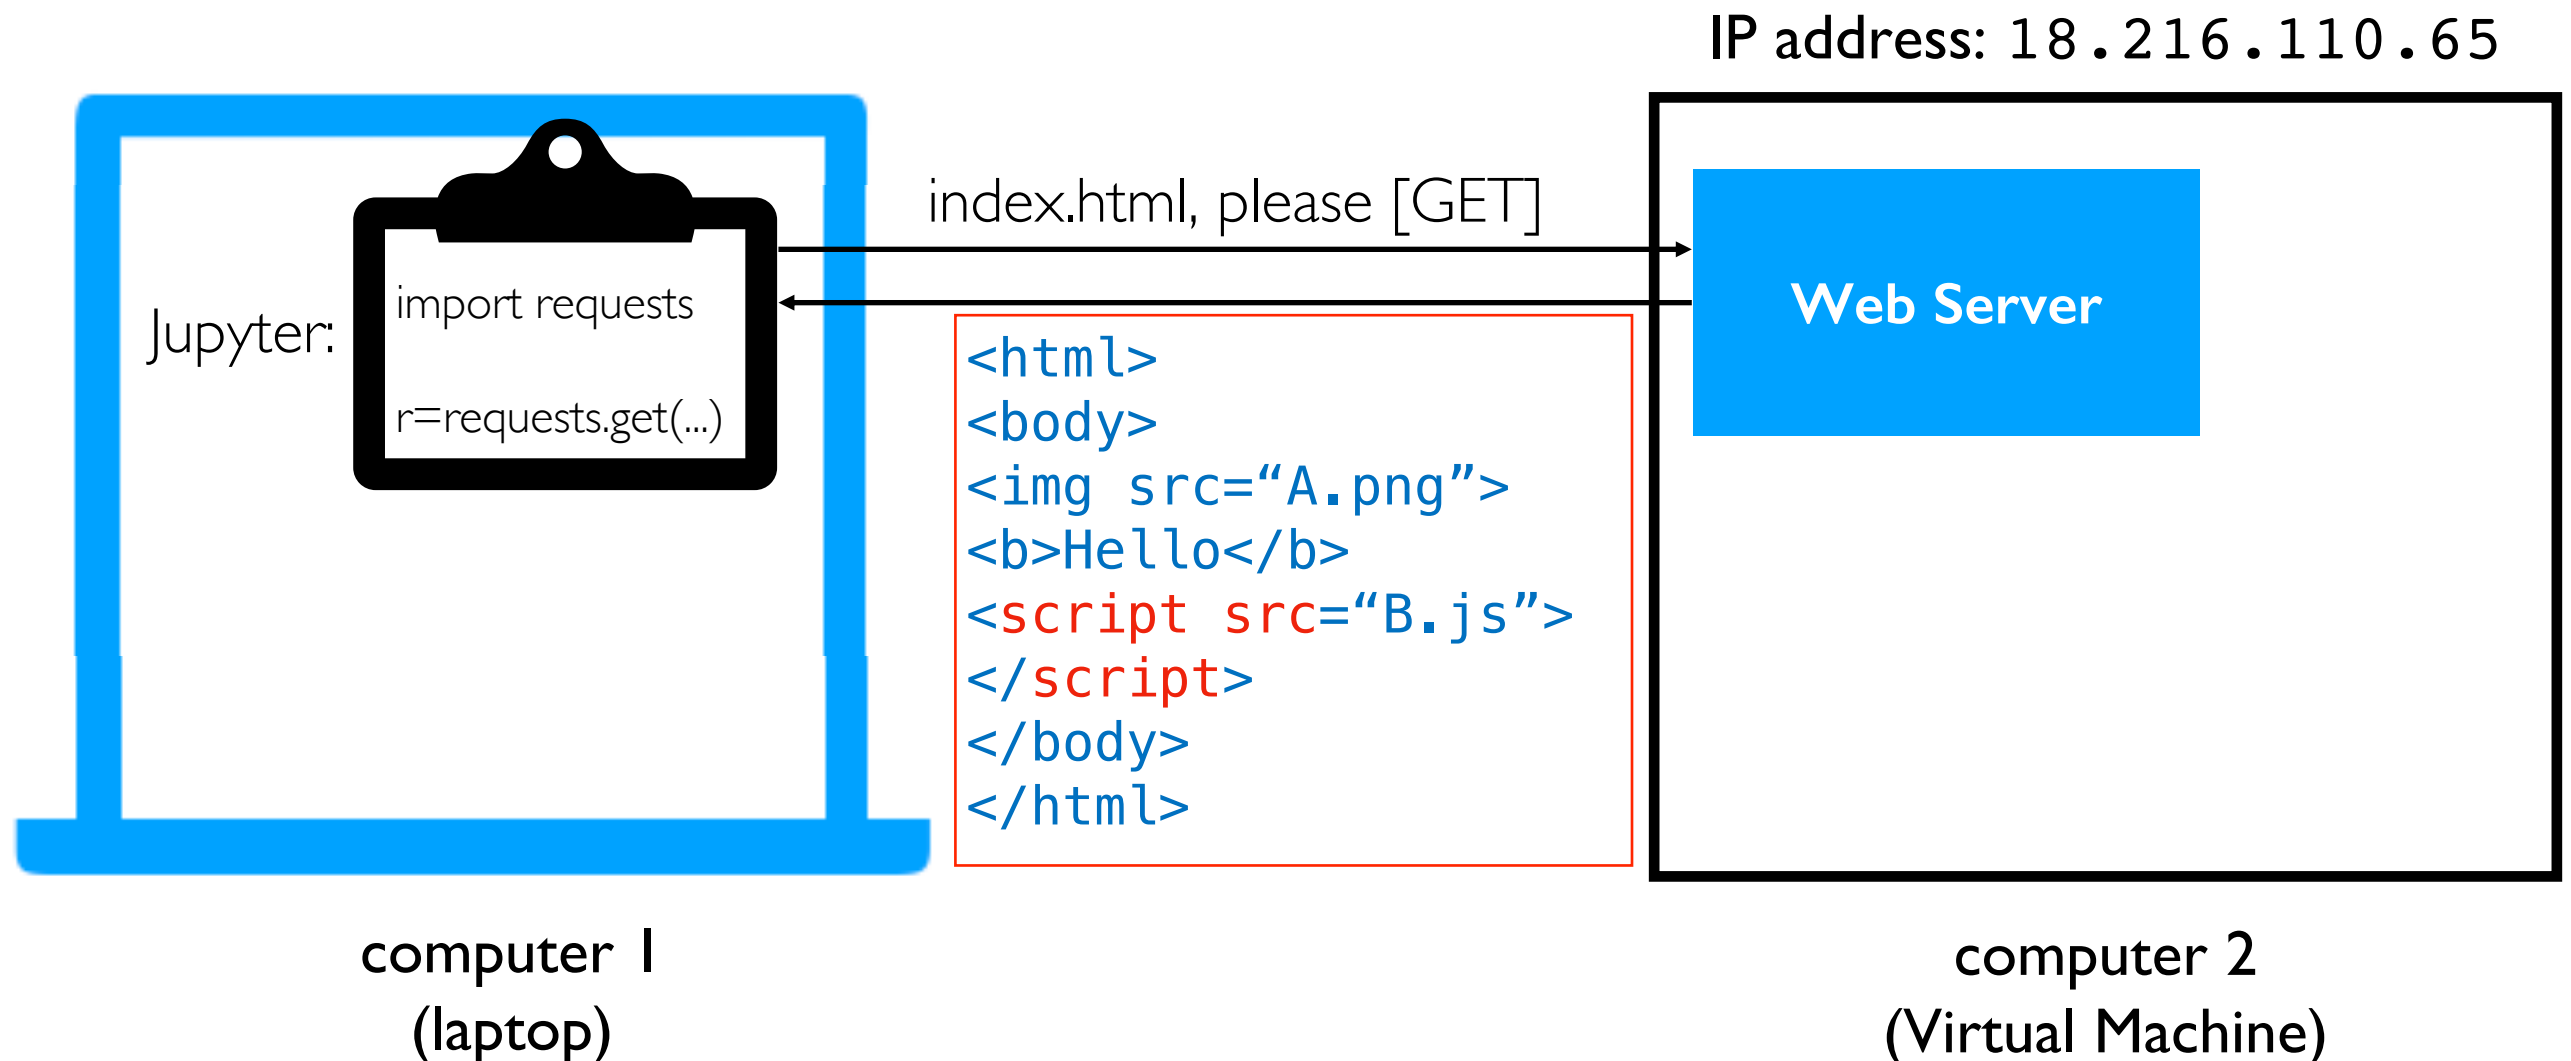 IP address: 18.216.110.65
index.html, please [GET]
Jupyter:
import requests
r=requests.get(...)
Web Server
<html>
<body>
<img src=“A.png”>
<b>Hello</b>
<script src=“B.js”>
</script>
</body>
</html>
computer 1
(laptop)
computer 2
(Virtual Machine)